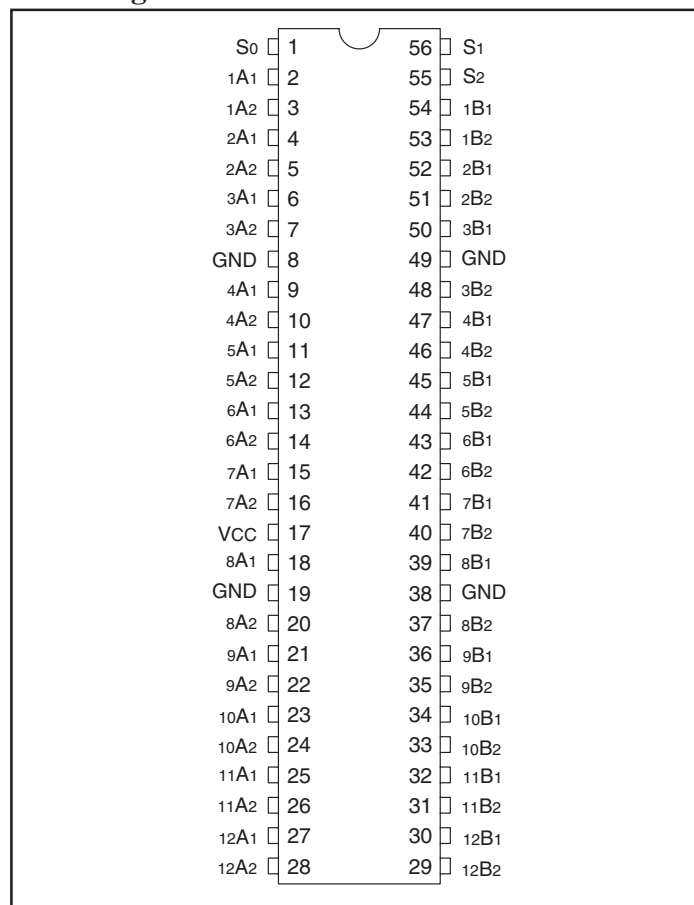 S0 1 56 S1
1A1 2 55 S2
1A2 3 54 1B1
2A1 4 53 1B2
2A2 5 52 2B1
3A1 6 51 2B2
3A2 7 50 3B1
GND 8 49 GND
4A1 9 48 3B2
4A2 10 47 4B1
5A1 11 46 4B2
5A2 12 45 5B1
6A1 13 44 5B2
6A2 14 43 6B1
7A1 15 42 6B2
7A2 16 41 7B1
VCC 17 40 7B2
8A1 18 39 8B1
GND 19 38 GND
8A2 20 37 8B2
9A1 21 36 9B1
9A2 22 35 9B2
10A1 23 34 10B1
10A2 24 33 10B2
11A1 25 32 11B1
11A2 26 31 11B2
12A1 27 30 12B1
12A2 28 29 12B2